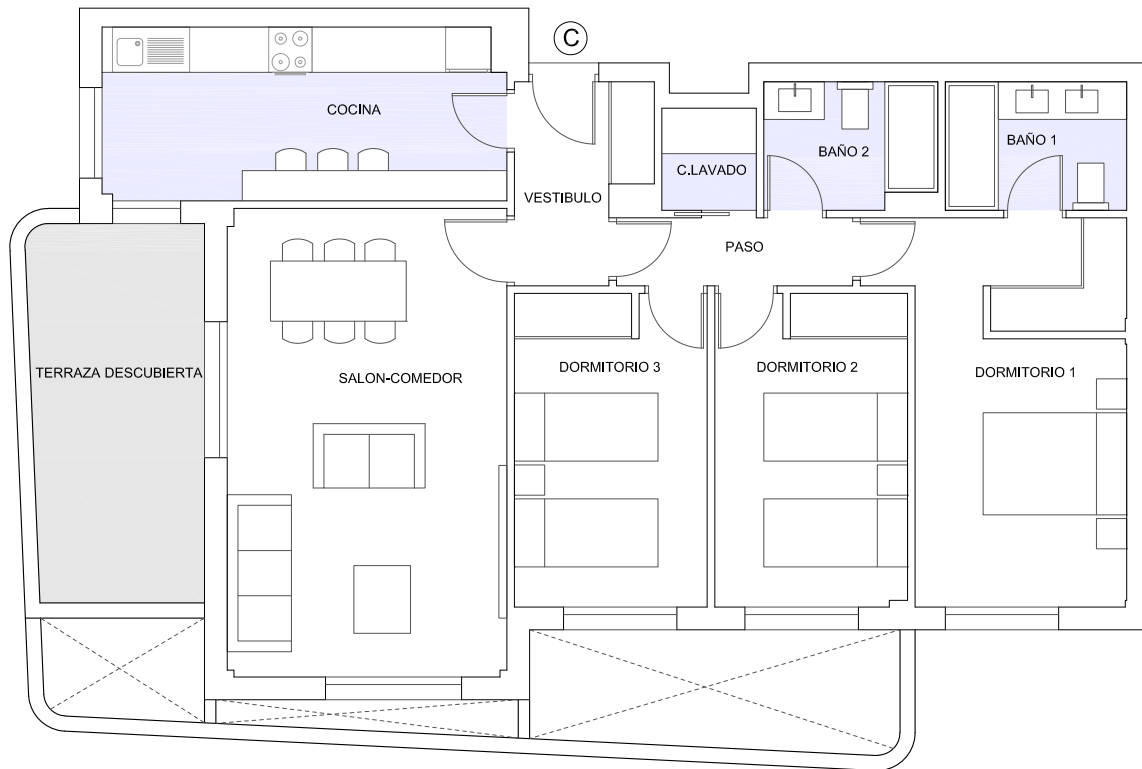 C
COCINA
BAÑO 2
BAÑO 1
C.LAVADO
VESTIBULO
PASO
TERRAZA DESCUBIERTA
SALON-COMEDOR
DORMITORIO 3
DORMITORIO 2
DORMITORIO 1